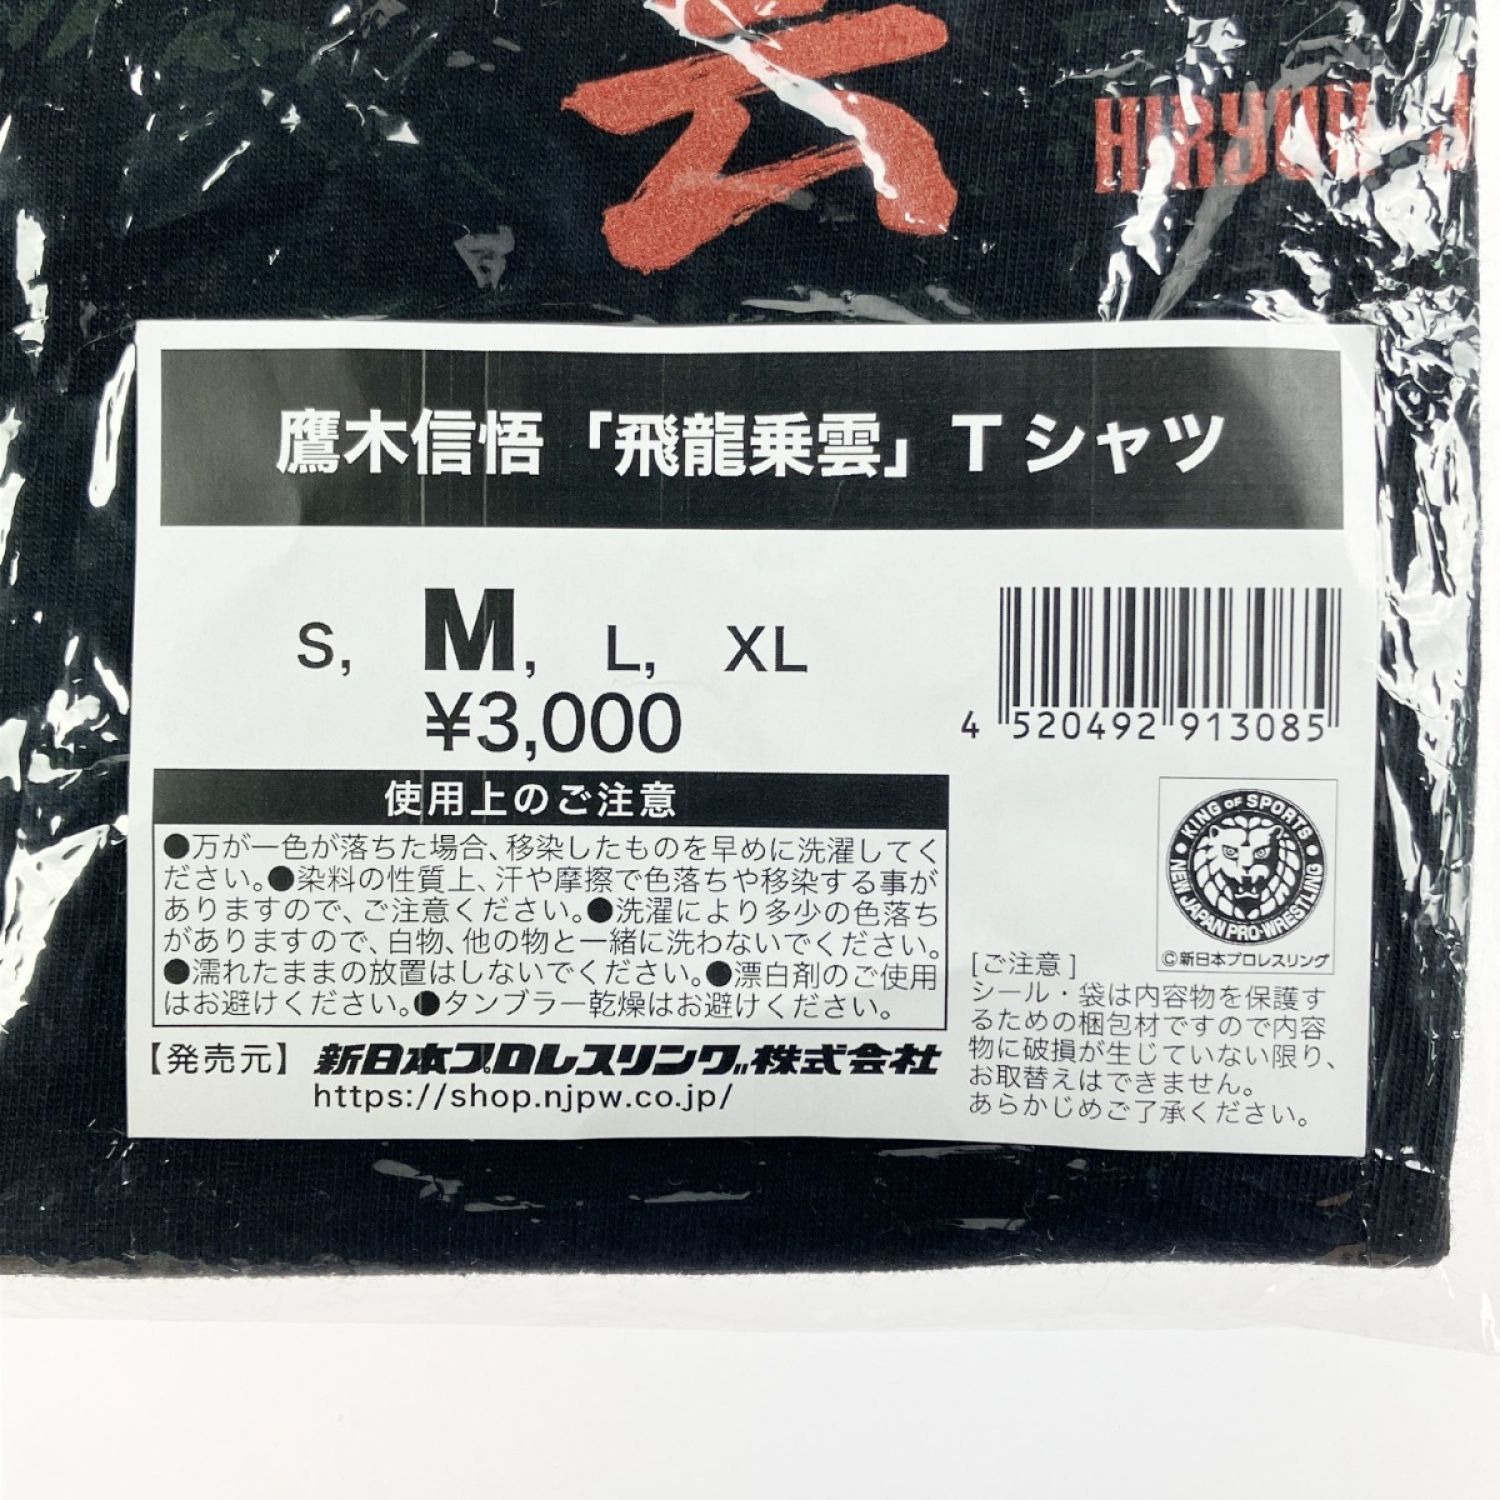 HIRYUH J
鷹木信悟「飛龍乗雲」Tシャツ
S, M, L, XL
¥3,000
4 520492 913085
使用上のご注意
●万が一色が落ちた場合、移染したものを早めに洗濯してく
ださい。●染料の性質上、汗や摩擦で色落ちや移染する事が
ありますので、ご注意ください。●洗濯により多少の色落ち
がありますので、白物、他の物と一緒に洗わないでください。
●濡れたままの放置はしないでください。●漂白剤のご使用
はお避けください。●タンブラー乾燥はお避けください。
【発売元】新日本プロレスリング株式会社
https://shop.njpw.co.jp/
KING OF SPORTS
NEW JAPAN PRO-WRESTLING
©新日本プロレスリング
[ご注意]
シール・袋は内容物を保護す
るための梱包材ですので内容
物に破損が生じていない限り、
お取替えはできません。
あらかじめご了承ください。